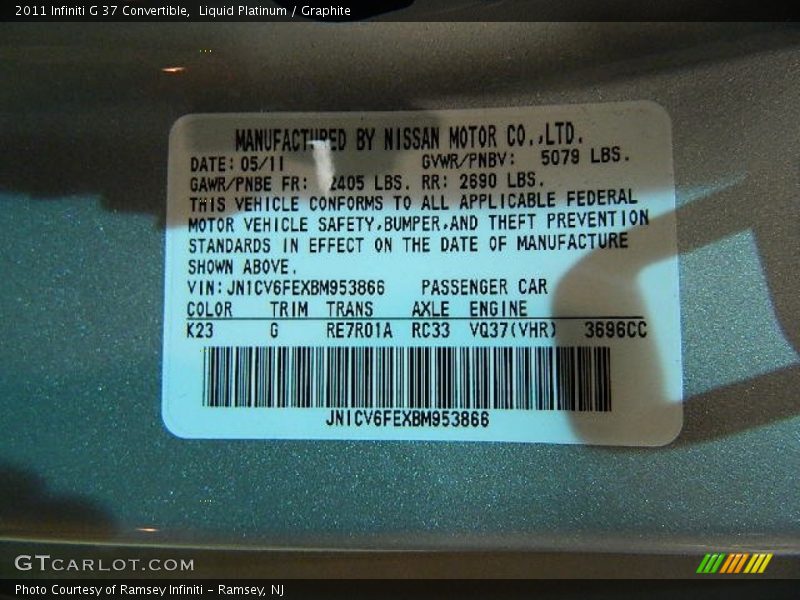 2011 Infiniti G 37 Convertible,  Liquid Platinum / Graphite
MANUFACTURED BY NISSAN MOTOR CO.,LTD.
DATE: 05/11 GVWR/PNBV: 5079 LBS.
GAWR/PNBE FR: 2405 LBS. RR: 2690 LBS.
THIS VEHICLE CONFORMS TO ALL APPLICABLE FEDERAL
MOTOR VEHICLE SAFETY,BUMPER,AND THEFT PREVENTION
STANDARDS IN EFFECT ON THE DATE OF MANUFACTURE
SHOWN ABOVE.
VIN:JN1CV6FEXBM953866 PASSENGER CAR
COLOR TRIM TRANS AXLE ENGINE
K23 G RE7R01A RC33 VQ37(VHR) 3696CC
JN1CV6FEXBM953866
GTCARLOT.COM
Photo Courtesy of Ramsey Infiniti - Ramsey, NJ